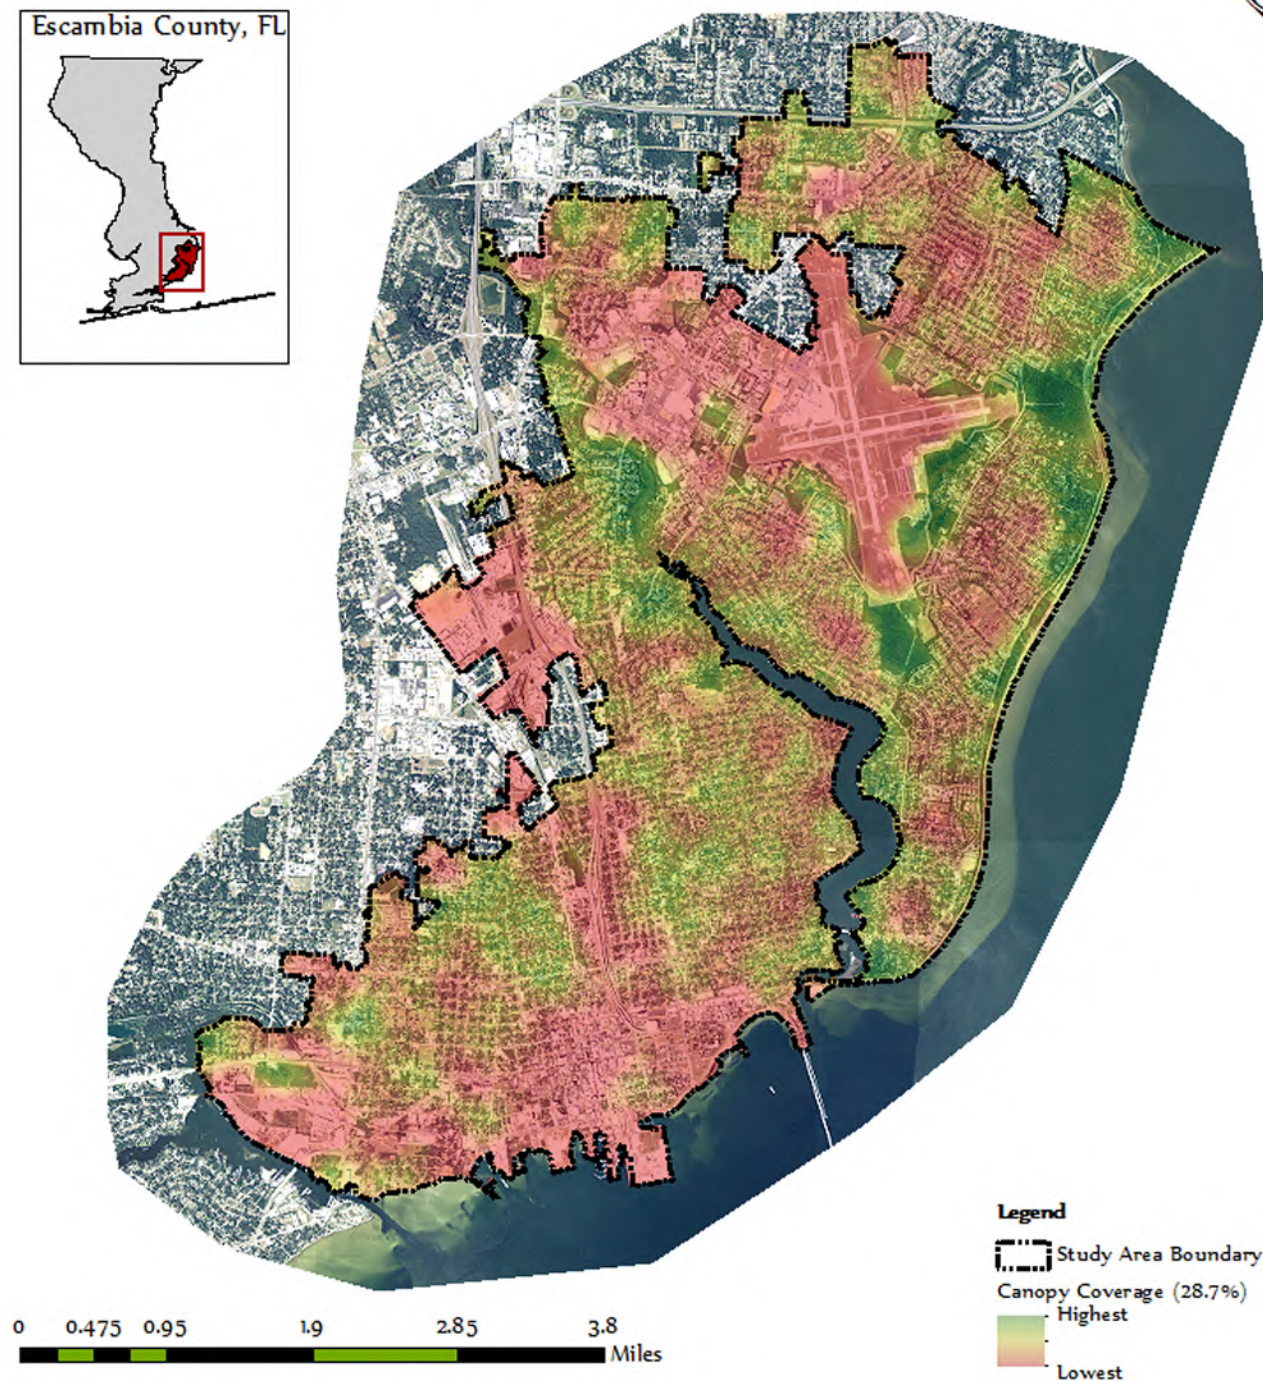 Escambia County, FL
Legend
Study Area Boundary
Canopy Coverage (28.7%)
Highest
Lowest
0 0.475 0.95 1.9 2.85 3.8
Miles